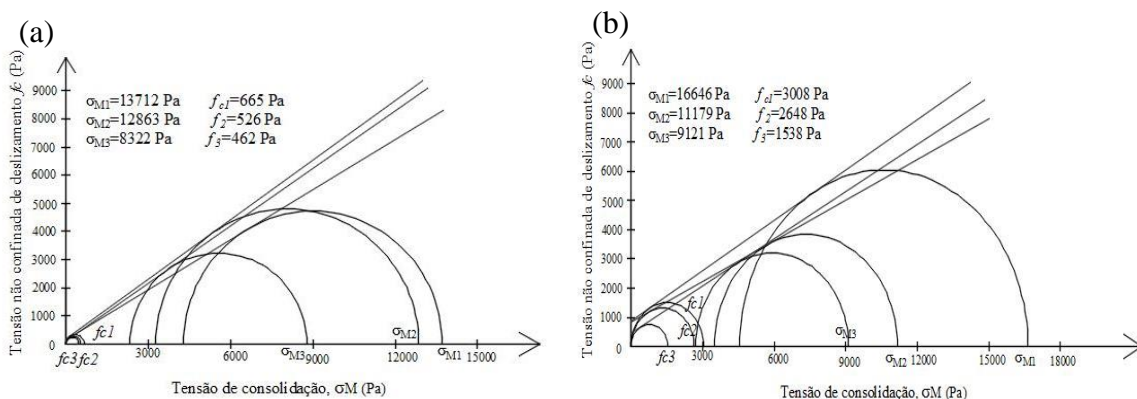 (a)
Tensão não confinada de deslizamento fc (Pa)
9000
8000
7000
6000
5000
4000
3000
2000
1000
0
σM1=13712 Pa fc1=665 Pa
σM2=12863 Pa f2=526 Pa
σM3=8322 Pa f3=462 Pa
fc1
fc3 fc2
σM3
σM2
σM1
3000 6000 9000 12000 15000
Tensão de consolidação, σM (Pa)
(b)
Tensão não confinada de deslizamento fc (Pa)
9000
8000
7000
6000
5000
4000
3000
2000
1000
0
σM1=16646 Pa fc1=3008 Pa
σM2=11179 Pa f2=2648 Pa
σM3=9121 Pa f3=1538 Pa
fc1
fc2
fc3
σM3
σM2
σM1
3000 6000 9000 12000 15000 18000
Tensão de consolidação, σM (Pa)